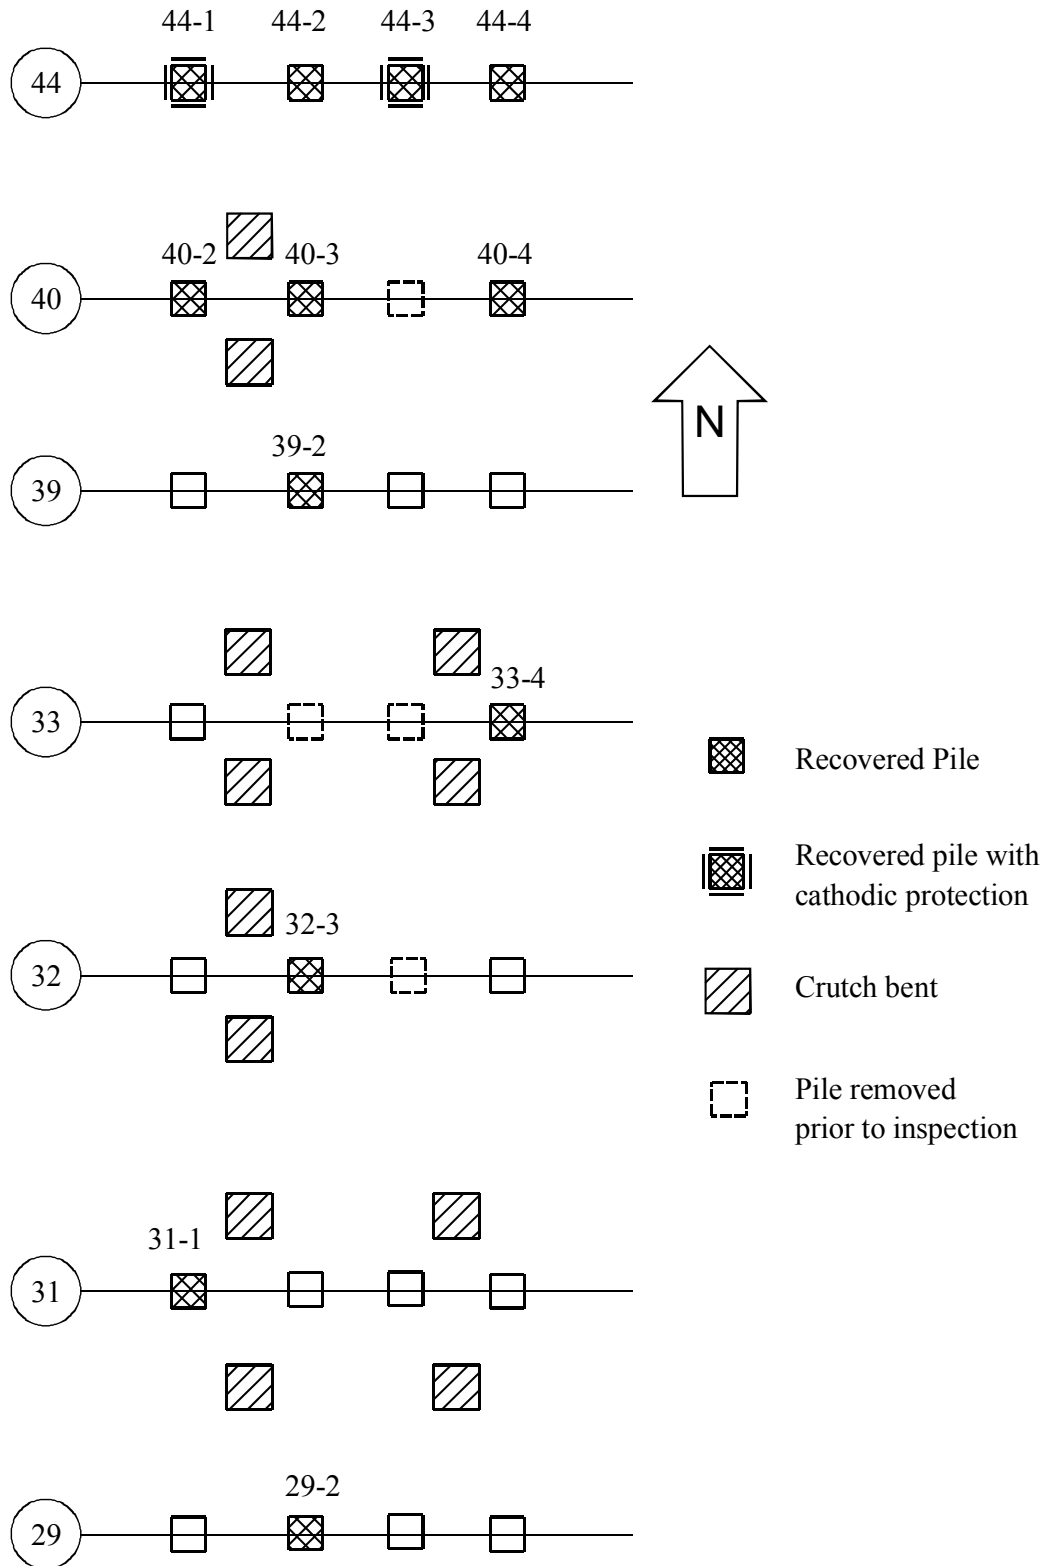 44-1 44-2 44-3 44-4
44
40-2 40-3 40-4
40
N
39-2
39
33-4
33
Recovered Pile
Recovered pile with
cathodic protection
32-3
32
Crutch bent
Pile removed
prior to inspection
31-1
31
29-2
29